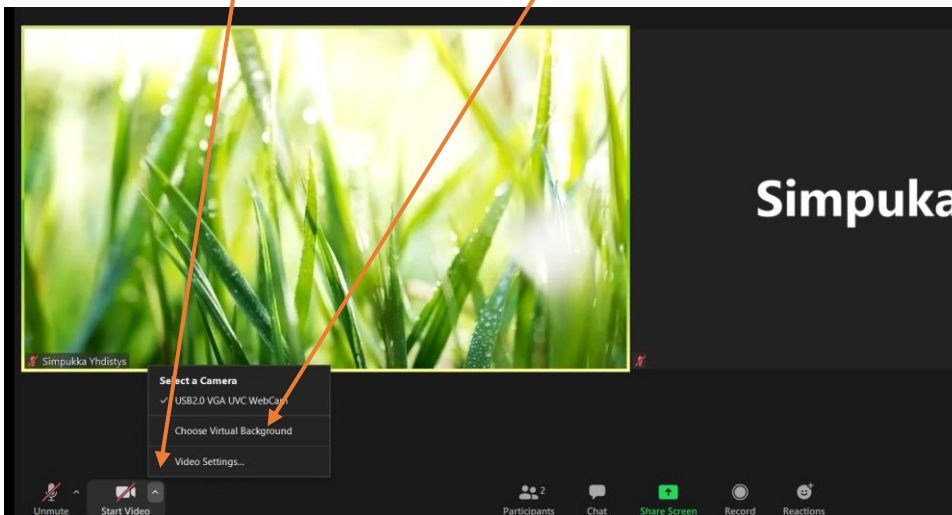 Simpuka
Simpukka Yhdistys
Select a Camera
USB2.0 VGA UVC WebCam
Choose Virtual Background
Video Settings...
Unmute
Start Video
2
Participants
Chat
Share Screen
Record
Reactions